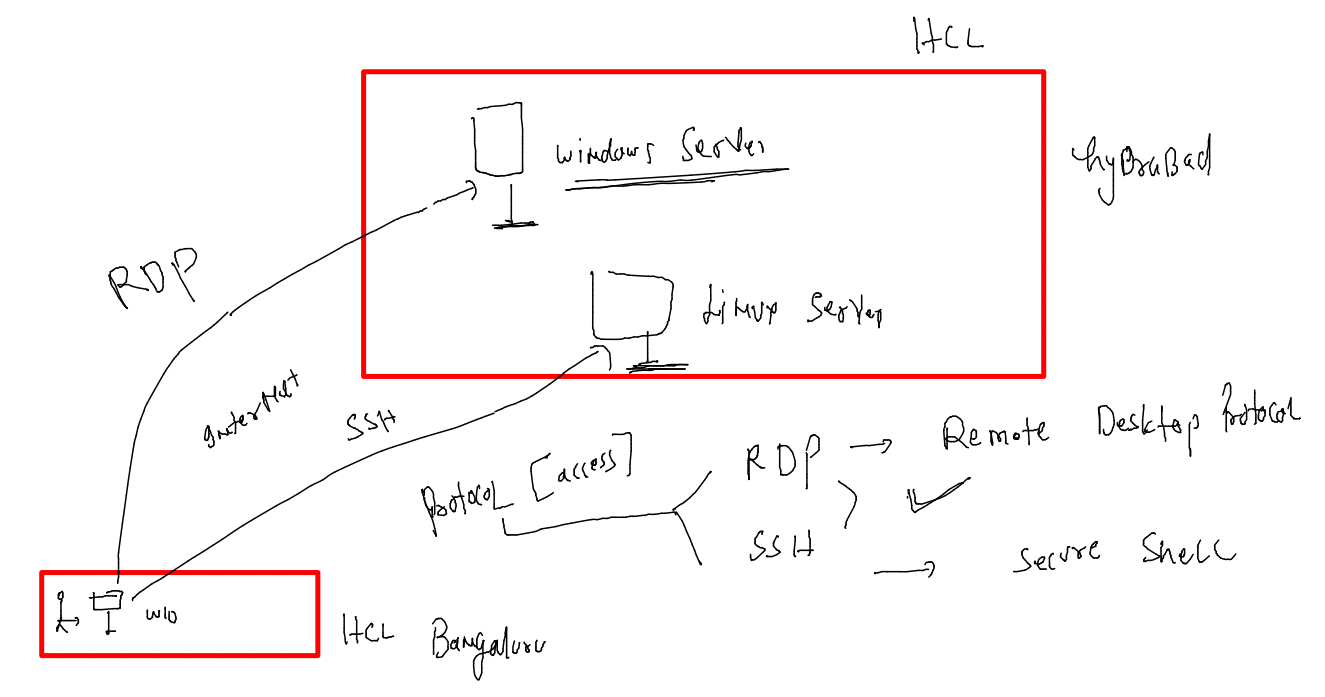 HCL
Windows Server
hyBraBad
RDP
Linux Server
Internet
SSH
Protocol [access]
RDP → Remote Desktop Protocol
SSH → Secure Shell
W10
HCL Bangaluru